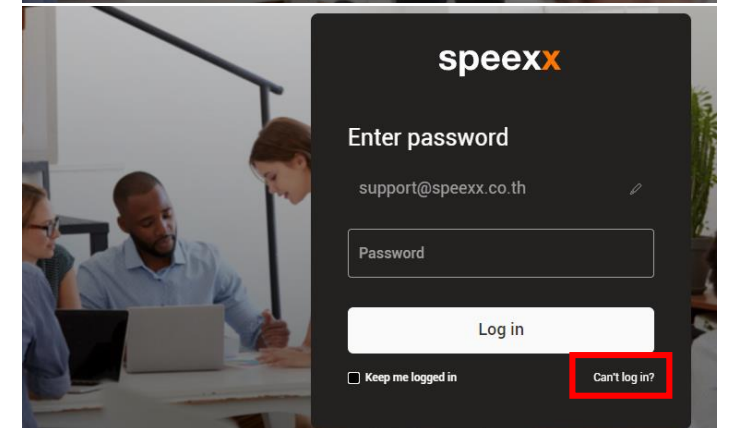 speexx
Enter password
support@speexx.co.th
Password
Log in
Keep me logged in
Can't log in?